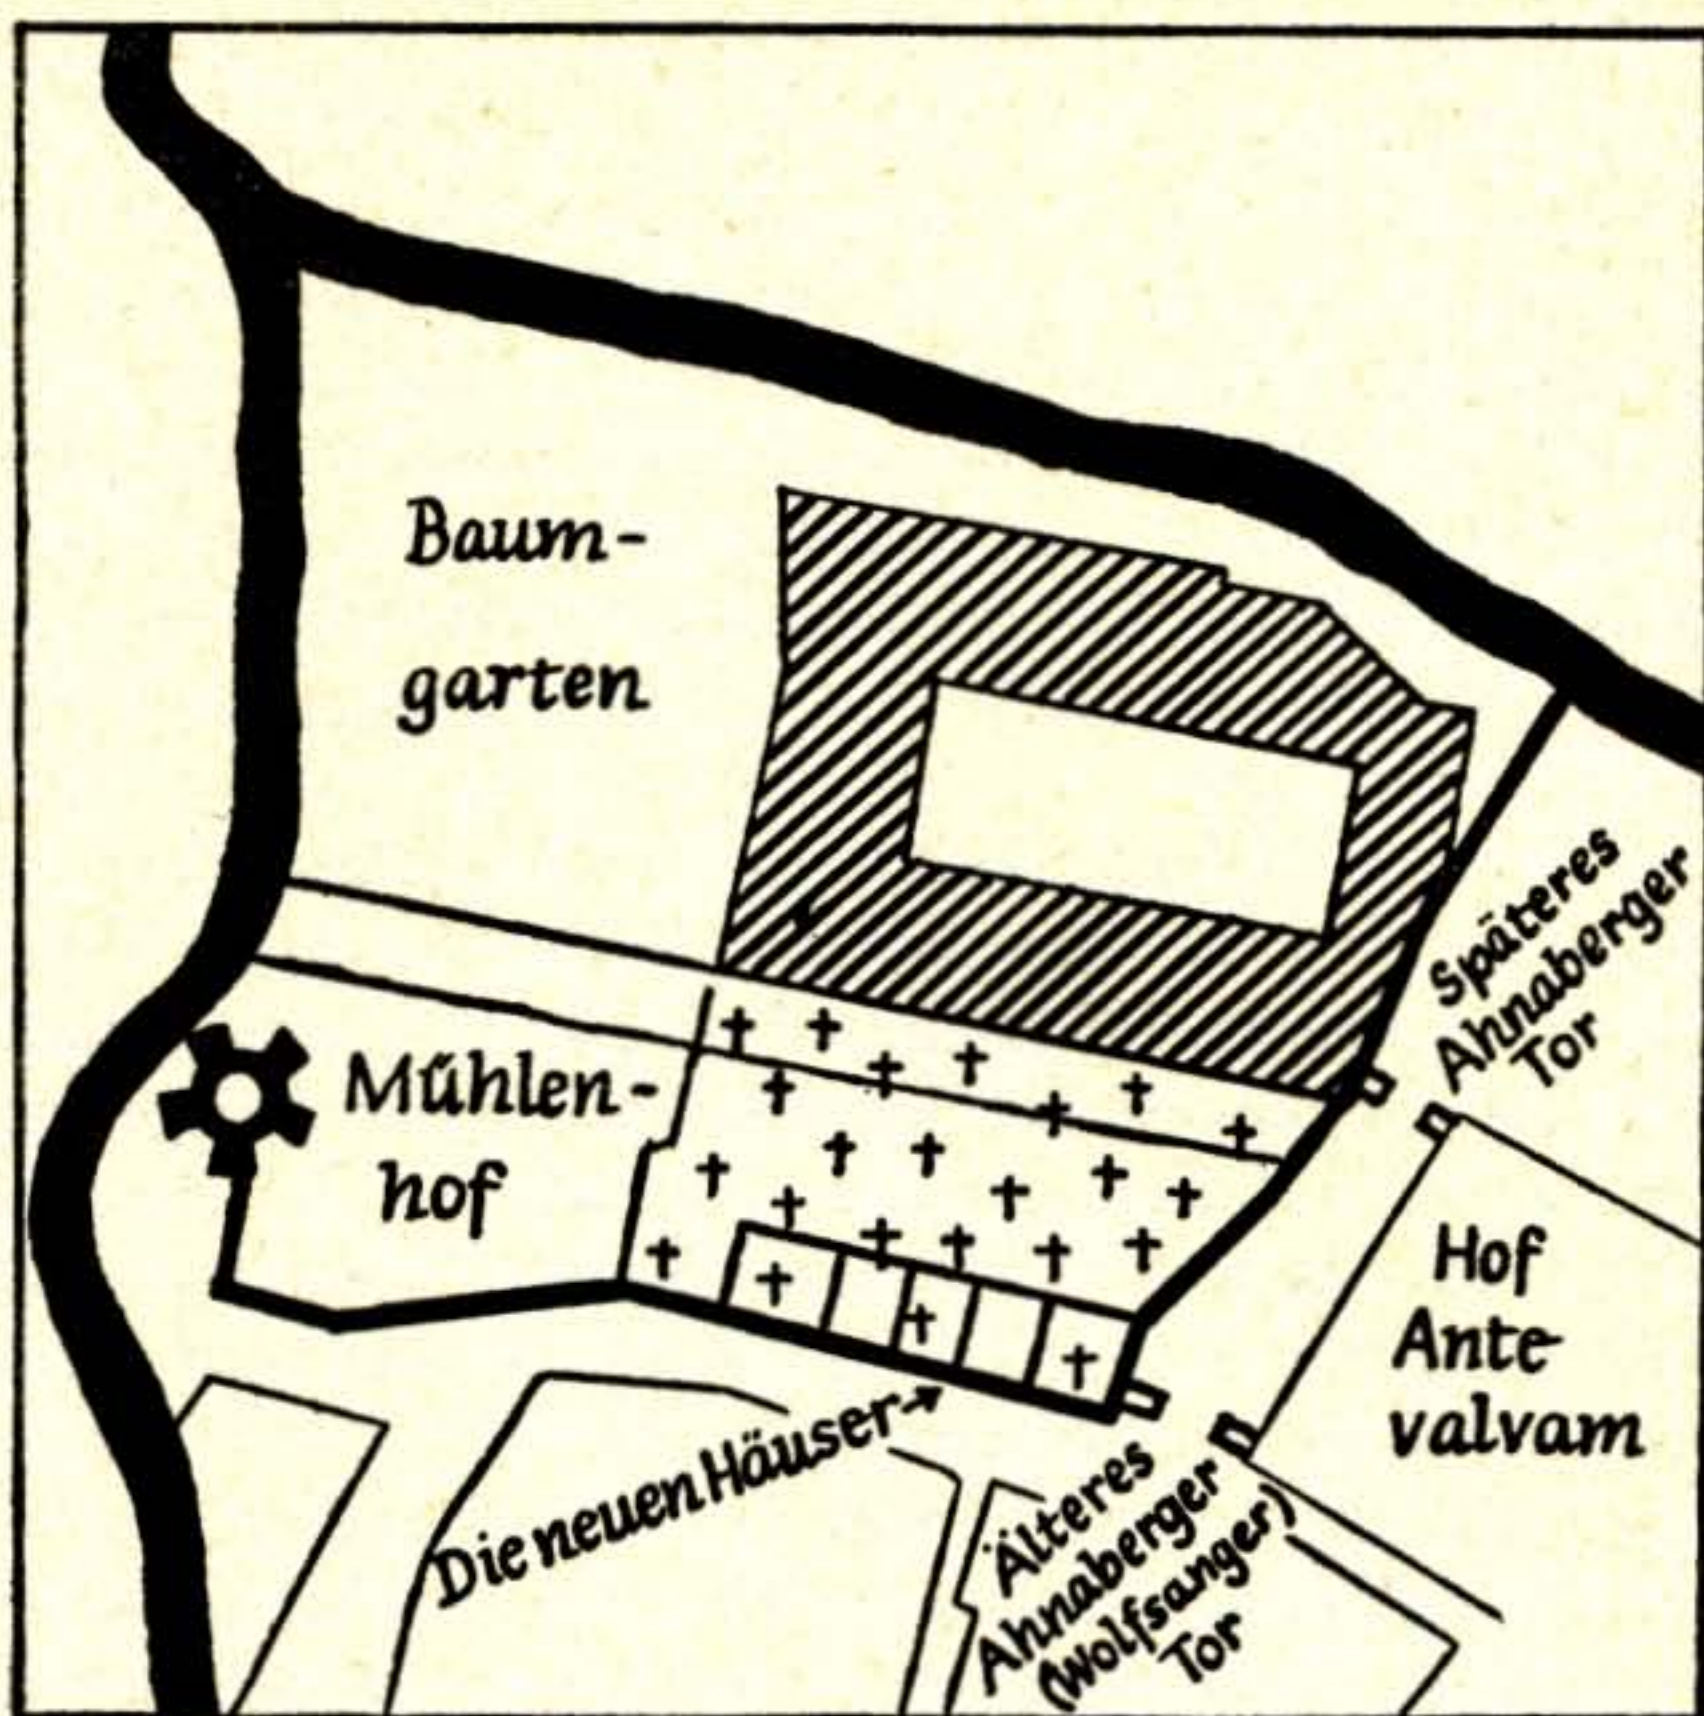 Baum-
garten
Späteres
Ahnaberger
Tor
Mühlen-
hof
Hof
Ante-
valvam
Die neuen Häuser
Älteres
Ahnaberger
(Wolfsanger)
Tor